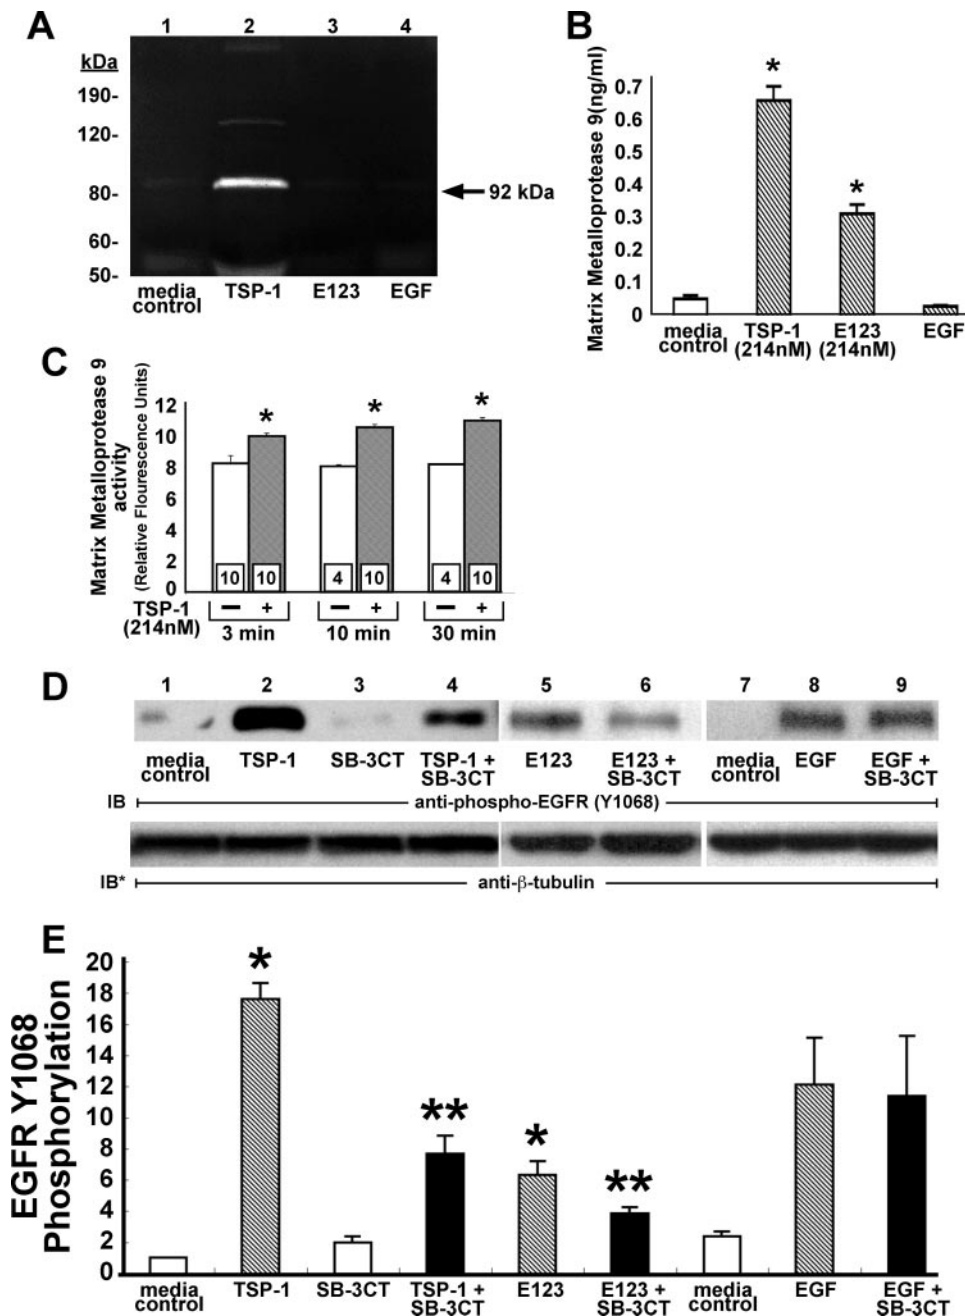 A
1 2 3 4
kDa
190-
120-
80-
60-
50-
92 kDa
media control TSP-1 E123 EGF
B
Matrix Metalloprotease 9(ng/ml)
0.7
0.6
0.5
0.4
0.3
0.2
0.1
0
* *
media control TSP-1 (214nM) E123 (214nM) EGF
C
Matrix Metalloprotease 9 activity
(Relative Flourescence Units)
12
10
8
6
4
2
0
* * *
10 10 4 10 4 10
TSP-1 (214nM) − + − + − +
3 min 10 min 30 min
D
1 2 3 4 5 6 7 8 9
media control TSP-1 SB-3CT TSP-1 + SB-3CT E123 E123 + SB-3CT media control EGF EGF + SB-3CT
IB anti-phospho-EGFR (Y1068)
IB* anti-β-tubulin
E
EGFR Y1068 Phosphorylation
20
18
16
14
12
10
8
6
4
2
0
* ** * **
media control TSP-1 SB-3CT TSP-1 + SB-3CT E123 E123 + SB-3CT media control EGF EGF + SB-3CT